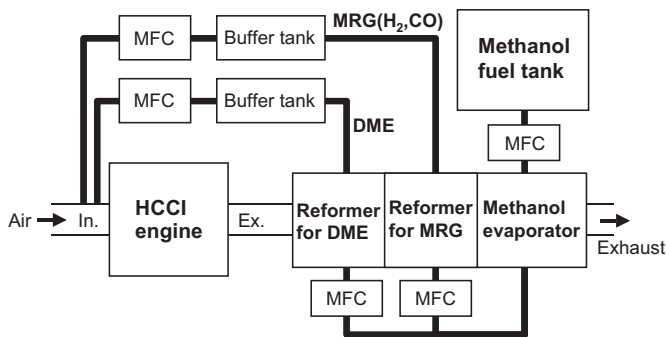 MRG(H₂,CO)
MFC
Buffer tank
Methanol
fuel tank
MFC
Buffer tank
DME
MFC
Air
In.
HCCI
engine
Ex.
Reformer
for DME
Reformer
for MRG
Methanol
evaporator
Exhaust
MFC
MFC